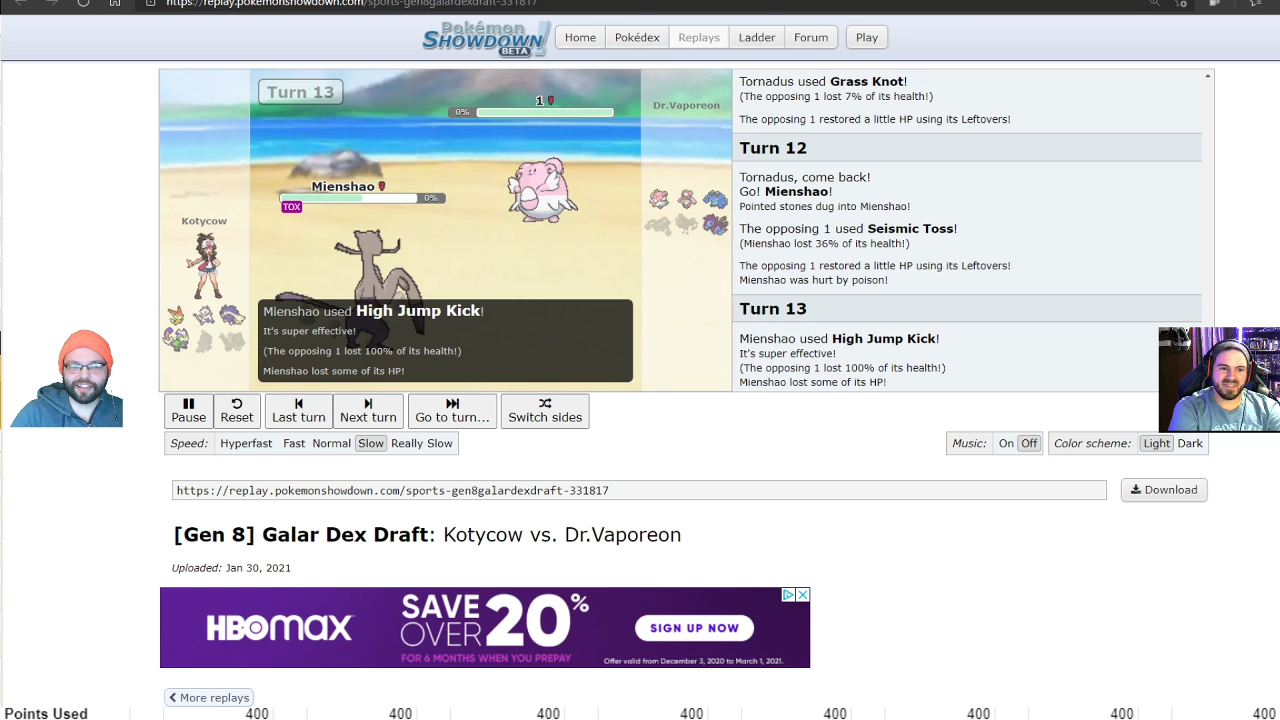 https://replay.pokemonshowdown.com/sports-gen8galardexdraft-331817
Pokémon
SHOWDOWN!
BETA
Home
Pokédex
Replays
Ladder
Forum
Play
Turn 13
1
0%
Dr.Vaporeon
Mienshao
0%
TOX
Kotycow
Mienshao used High Jump Kick!
It's super effective!
(The opposing 1 lost 100% of its health!)
Mienshao lost some of its HP!
Tornadus used Grass Knot!
(The opposing 1 lost 7% of its health!)
The opposing 1 restored a little HP using its Leftovers!
Turn 12
Tornadus, come back!
Go! Mienshao!
Pointed stones dug into Mienshao!
The opposing 1 used Seismic Toss!
(Mienshao lost 36% of its health!)
The opposing 1 restored a little HP using its Leftovers!
Mienshao was hurt by poison!
Turn 13
Mienshao used High Jump Kick!
It's super effective!
(The opposing 1 lost 100% of its health!)
Mienshao lost some of its HP!
Pause
Reset
Last turn
Next turn
Go to turn...
Switch sides
Speed: Hyperfast Fast Normal Slow Really Slow
Music: On Off
Color scheme: Light Dark
https://replay.pokemonshowdown.com/sports-gen8galardexdraft-331817
Download
[Gen 8] Galar Dex Draft: Kotycow vs. Dr.Vaporeon
Uploaded: Jan 30, 2021
HBOMAX
SAVE
OVER 20%
FOR 6 MONTHS WHEN YOU PREPAY
SIGN UP NOW
Offer valid from December 3, 2020 to March 1, 2021.
More replays
Points Used 400 400 400 400 400 400 400 400